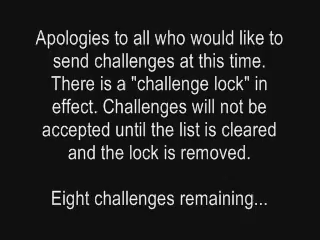 Apologies to all who would like to
send challenges at this time.
There is a "challenge lock" in
effect. Challenges will not be
accepted until the list is cleared
and the lock is removed.
Eight challenges remaining...